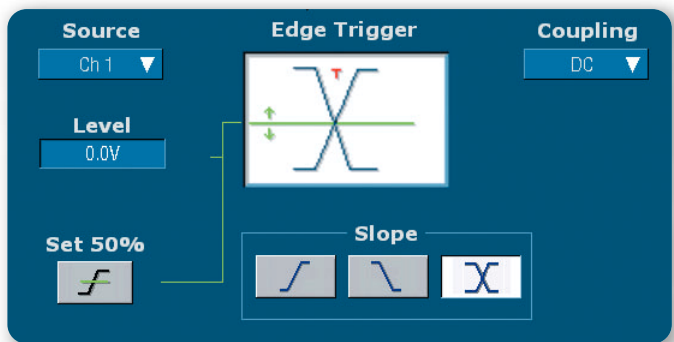 Source
Edge Trigger
Coupling
Ch 1
DC
T
Level
0.0V
Set 50%
Slope